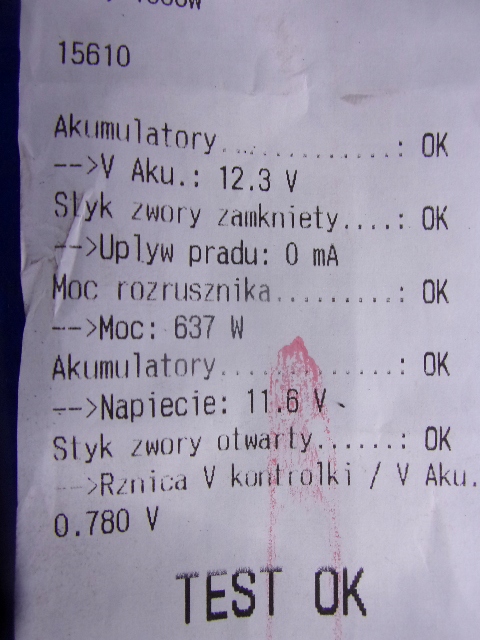 15610
Akumulatory..............: OK
-->V Aku.: 12.3 V
Styk zwory zamkniety....: OK
-->Uplyw pradu: 0 mA
Moc rozrusznika.........: OK
-->Moc: 637 W
Akumulatory.............: OK
-->Napiecie: 11.6 V
Styk zwory otwarty......: OK
-->Rznica V kontrolki / V Aku.
0.780 V
TEST OK